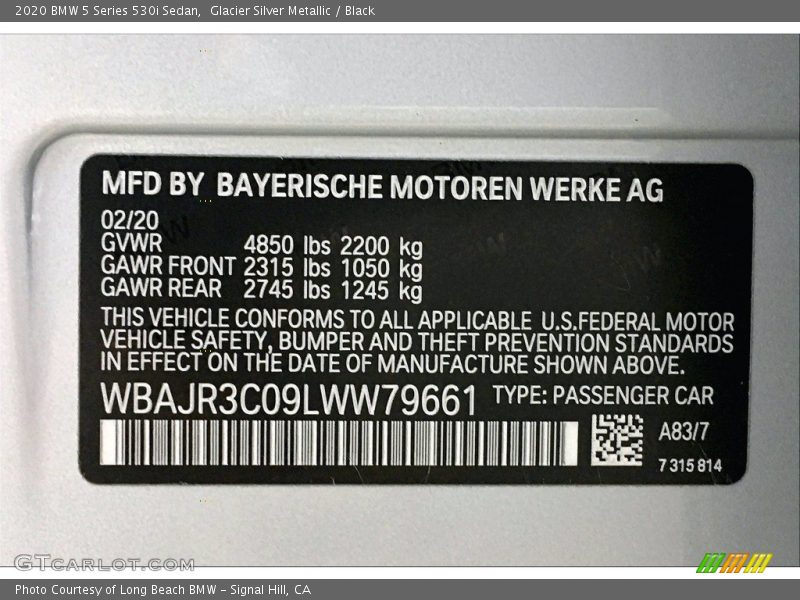 2020 BMW 5 Series 530i Sedan,  Glacier Silver Metallic / Black
MFD BY BAYERISCHE MOTOREN WERKE AG
02/20
GVWR 4850 lbs 2200 kg
GAWR FRONT 2315 lbs 1050 kg
GAWR REAR 2745 lbs 1245 kg
THIS VEHICLE CONFORMS TO ALL APPLICABLE U.S.FEDERAL MOTOR
VEHICLE SAFETY, BUMPER AND THEFT PREVENTION STANDARDS
IN EFFECT ON THE DATE OF MANUFACTURE SHOWN ABOVE.
WBAJR3C09LWW79661 TYPE: PASSENGER CAR
A83/7
7 315 814
GTCARLOT.COM
Photo Courtesy of Long Beach BMW - Signal Hill, CA